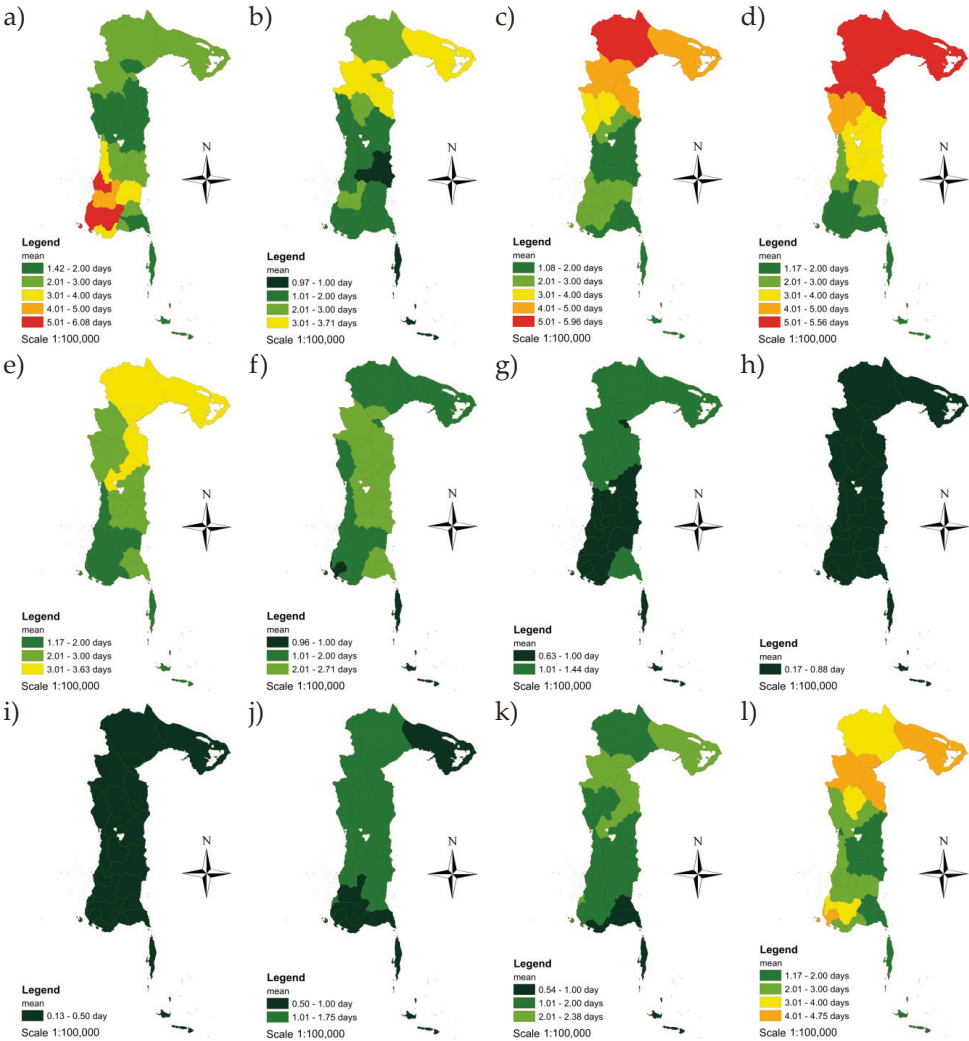 a)
N
Legend
mean
1.42 - 2.00 days
2.01 - 3.00 days
3.01 - 4.00 days
4.01 - 5.00 days
5.01 - 6.08 days
Scale 1:100,000
b)
N
Legend
mean
0.97 - 1.00 day
1.01 - 2.00 days
2.01 - 3.00 days
3.01 - 3.71 days
Scale 1:100,000
c)
N
Legend
mean
1.08 - 2.00 days
2.01 - 3.00 days
3.01 - 4.00 days
4.01 - 5.00 days
5.01 - 5.96 days
Scale 1:100,000
d)
N
Legend
mean
1.17 - 2.00 days
2.01 - 3.00 days
3.01 - 4.00 days
4.01 - 5.00 days
5.01 - 5.56 days
Scale 1:100,000
e)
N
Legend
mean
1.17 - 2.00 days
2.01 - 3.00 days
3.01 - 3.63 days
Scale 1:100,000
f)
N
Legend
mean
0.96 - 1.00 day
1.01 - 2.00 days
2.01 - 2.71 days
Scale 1:100,000
g)
N
Legend
mean
0.63 - 1.00 day
1.01 - 1.44 days
Scale 1:100,000
h)
N
Legend
mean
0.17 - 0.88 day
Scale 1:100,000
i)
N
Legend
mean
0.13 - 0.50 day
Scale 1:100,000
j)
N
Legend
mean
0.50 - 1.00 day
1.01 - 1.75 days
Scale 1:100,000
k)
N
Legend
mean
0.54 - 1.00 day
1.01 - 2.00 days
2.01 - 2.38 days
Scale 1:100,000
l)
N
Legend
mean
1.17 - 2.00 days
2.01 - 3.00 days
3.01 - 4.00 days
4.01 - 4.75 days
Scale 1:100,000